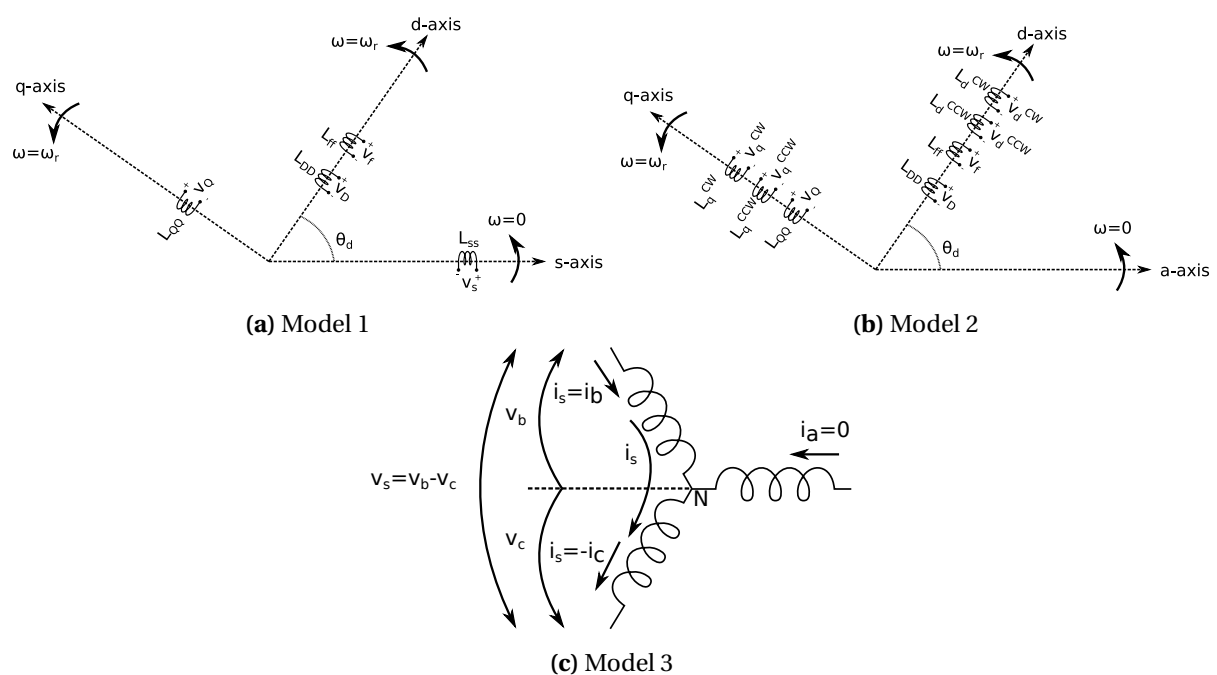 d-axis
ω=ωr
q-axis
ω=ωr
Lff
vf
LDD
vD
vQ
LQQ
θd
Lss
vs
ω=0
s-axis
(a) Model 1
d-axis
ω=ωr
q-axis
ω=ωr
Ld^CW
vd^CW
Ld^CCW
vd^CCW
Lff
vf
LDD
vD
vq^CW
Lq^CW
vq^CCW
Lq^CCW
vQ
LQQ
θd
ω=0
a-axis
(b) Model 2
is=ib
vb
ia=0
is
vs=vb-vc
N
vc
is=-ic
(c) Model 3